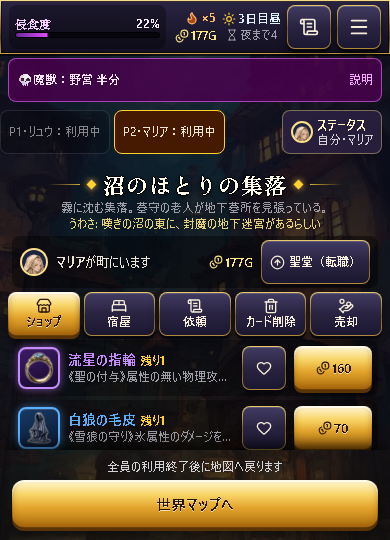 侵食度 22%
×5 3日目昼
177G 夜まで4
魔獣：野営 半分 説明
P1･リュウ：利用中
P2･マリア：利用中
ステータス
自分･マリア
沼のほとりの集落
霧に沈む集落。墓守の老人が地下墓所を見張っている。
うわさ: 嘆きの沼の東に、封魔の地下迷宮があるらしい
マリアが町にいます 177G 聖堂（転職）
ショップ 宿屋 依頼 カード削除 売却
流星の指輪 残り1
《聖の付与》属性の無い物理攻...
160
白狼の毛皮 残り1
《雪狼の守り》氷属性のダメージを...
70
全員の利用終了後に地図へ戻ります
世界マップへ